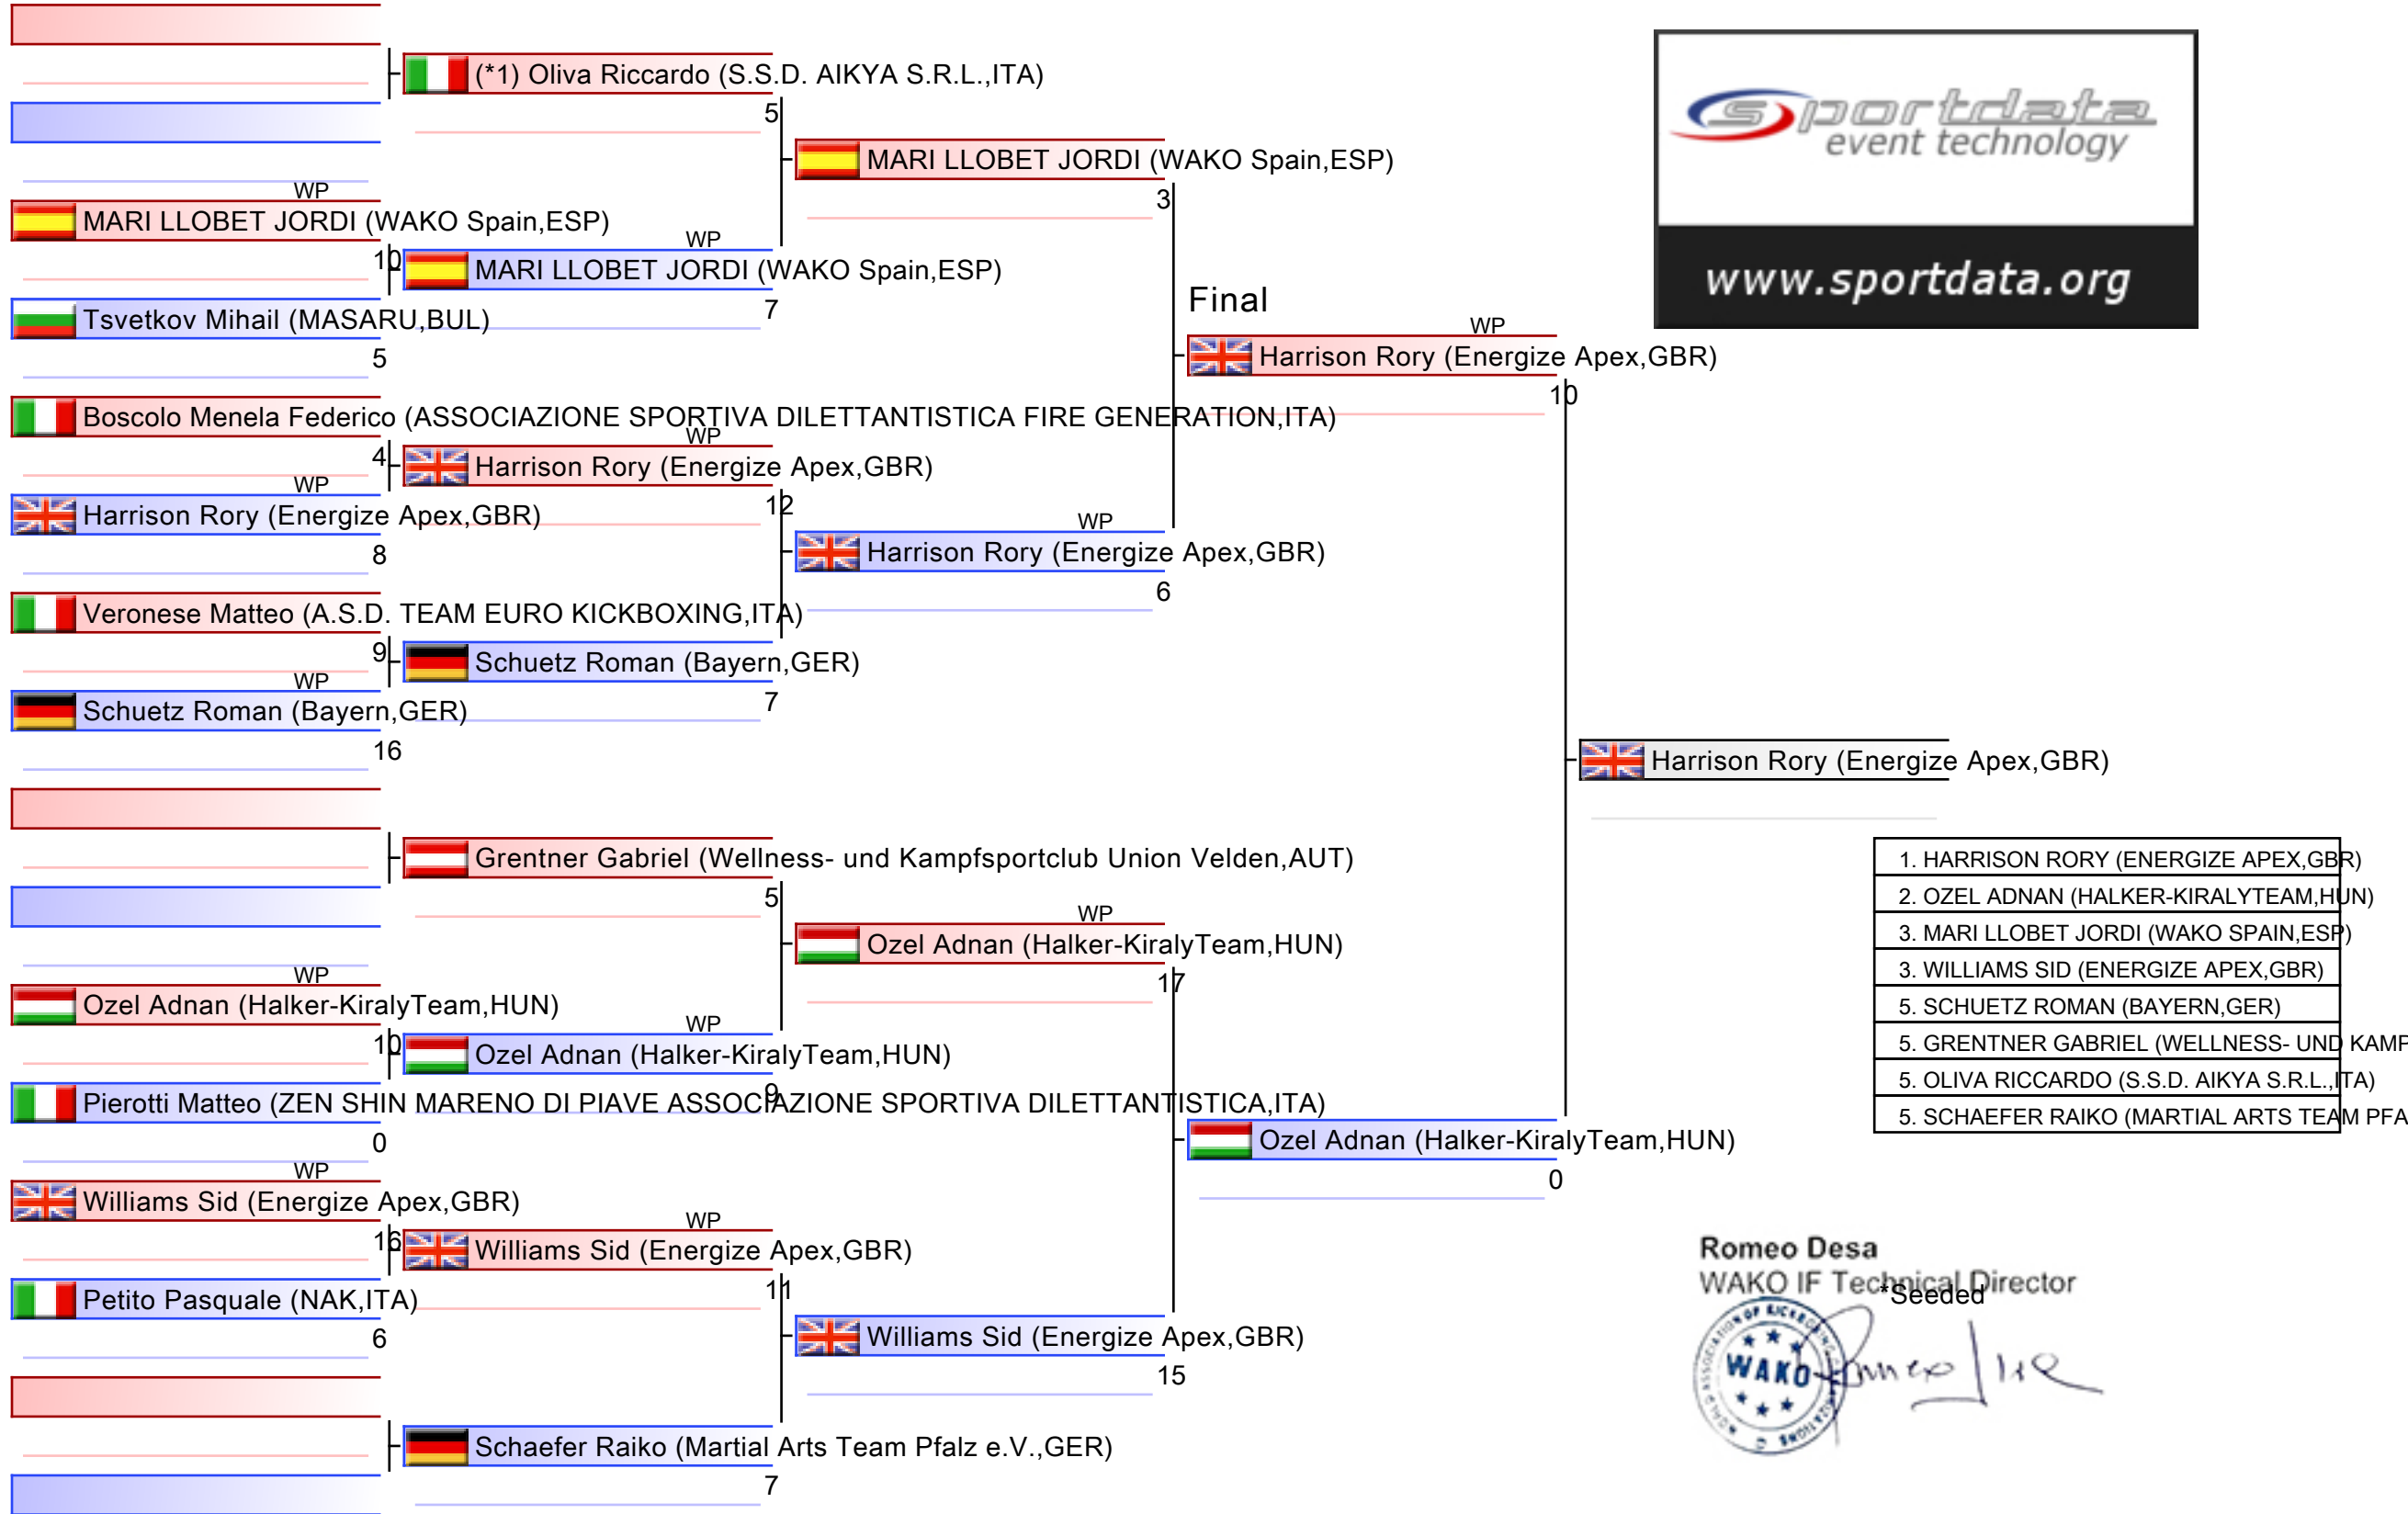 (*1) Oliva Riccardo (S.S.D. AIKYA S.R.L.,ITA)
5
WP
MARI LLOBET JORDI (WAKO Spain,ESP)
10
Tsvetkov Mihail (MASARU,BUL)
5
WP
MARI LLOBET JORDI (WAKO Spain,ESP)
7
MARI LLOBET JORDI (WAKO Spain,ESP)
3
Boscolo Menela Federico (ASSOCIAZIONE SPORTIVA DILETTANTISTICA FIRE GENERATION,ITA)
4
WP
Harrison Rory (Energize Apex,GBR)
8
WP
Harrison Rory (Energize Apex,GBR)
12
Veronese Matteo (A.S.D. TEAM EURO KICKBOXING,ITA)
9
WP
Schuetz Roman (Bayern,GER)
16
Schuetz Roman (Bayern,GER)
7
WP
Harrison Rory (Energize Apex,GBR)
6
Final
WP
Harrison Rory (Energize Apex,GBR)
10
Grentner Gabriel (Wellness- und Kampfsportclub Union Velden,AUT)
5
WP
Ozel Adnan (Halker-KiralyTeam,HUN)
10
Pierotti Matteo (ZEN SHIN MARENO DI PIAVE ASSOCIAZIONE SPORTIVA DILETTANTISTICA,ITA)
0
WP
Ozel Adnan (Halker-KiralyTeam,HUN)
9
WP
Ozel Adnan (Halker-KiralyTeam,HUN)
17
WP
Williams Sid (Energize Apex,GBR)
16
Petito Pasquale (NAK,ITA)
6
WP
Williams Sid (Energize Apex,GBR)
11
Schaefer Raiko (Martial Arts Team Pfalz e.V.,GER)
7
Williams Sid (Energize Apex,GBR)
15
Ozel Adnan (Halker-KiralyTeam,HUN)
0
Harrison Rory (Energize Apex,GBR)
sportdata
event technology
www.sportdata.org
1. HARRISON RORY (ENERGIZE APEX,GBR)
2. OZEL ADNAN (HALKER-KIRALYTEAM,HUN)
3. MARI LLOBET JORDI (WAKO SPAIN,ESP)
3. WILLIAMS SID (ENERGIZE APEX,GBR)
5. SCHUETZ ROMAN (BAYERN,GER)
5. GRENTNER GABRIEL (WELLNESS- UND KAMP
5. OLIVA RICCARDO (S.S.D. AIKYA S.R.L.,ITA)
5. SCHAEFER RAIKO (MARTIAL ARTS TEAM PFA
Romeo Desa
WAKO IF Technical Director
*Seeded
WAKO